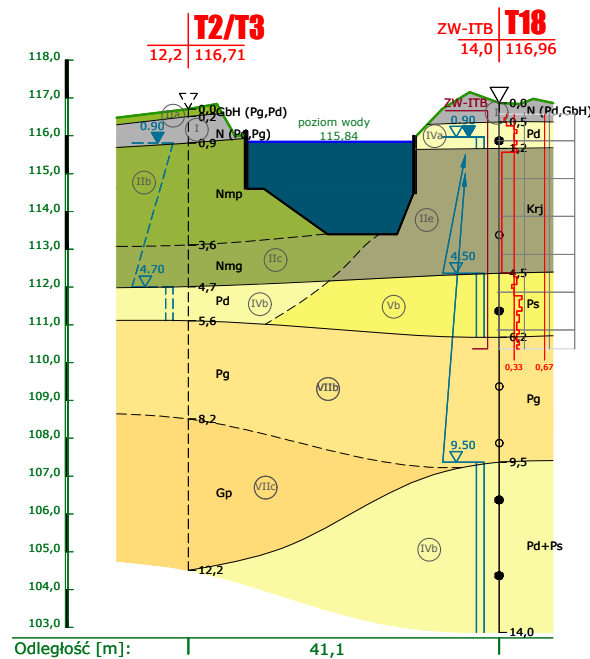 T2/T3
12,2 116,71
ZW-ITB T18
14,0 116,96
118,0
117,0
116,0
115,0
114,0
113,0
112,0
111,0
110,0
109,0
108,0
107,0
106,0
105,0
104,0
103,0
0,0
0,2
GbH (Pg,Pd)
I
N (Pd,Pg)
0.90
0,9
IIb
Nmp
3,6
IIc
Nmg
4.70
4,7
Pd
IVb
5,6
Pg
VIIb
8,2
VIIc
Gp
12,2
poziom wody
115,84
ZW-ITB
0,0
N (Pd,GbH)
0,5
0.90
IVa
Pd
1,2
IIe
Krj
4.50
4,5
Vb
Ps
6,2
0,33
0,67
Pg
9.50
9,5
IVb
Pd+Ps
14,0
Odległość [m]:
41,1